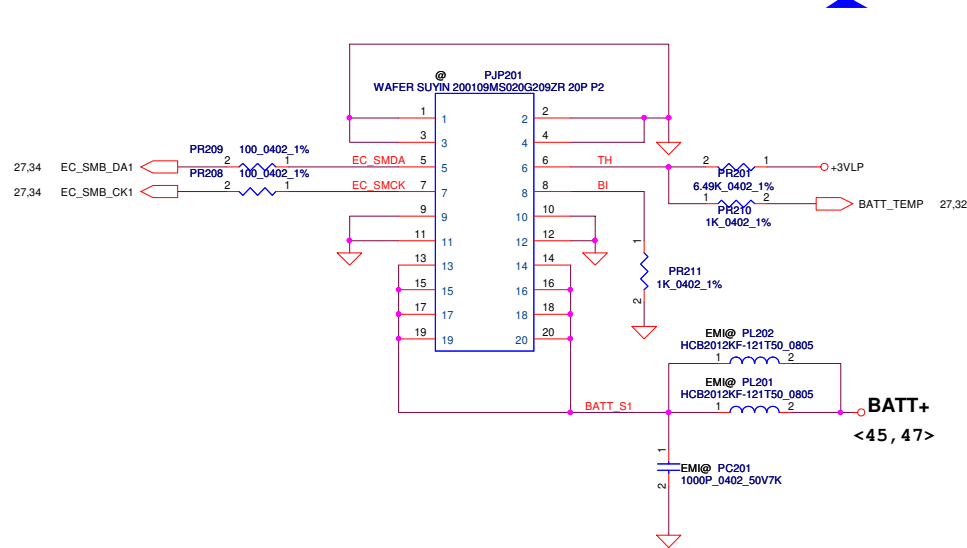 @ PJP201
WAFER SUYIN 200109MS020G209ZR 20P P2
1 1 2 2
3 3 4 4
PR209 100_0402_1%
27,34 EC_SMB_DA1 2 1 EC_SMDA 5 5 6 6 TH 2 1 +3VLP
PR208 100_0402_1%
PR201
6.49K_0402_1%
27,34 EC_SMB_CK1 2 1 EC_SMCK 7 7 8 8 BI
1 2 BATT_TEMP 27,32
PR210
1K_0402_1%
9 9 10 10
11 11 12 12
13 13 14 14
15 15 16 16
17 17 18 18
19 19 20 20
1
PR211
1K_0402_1%
2
EMI@ PL202
HCB2012KF-121T50_0805
1 2
EMI@ PL201
HCB2012KF-121T50_0805
BATT_S1 1 2 BATT+
<45,47>
1
EMI@ PC201
1000P_0402_50V7K
2